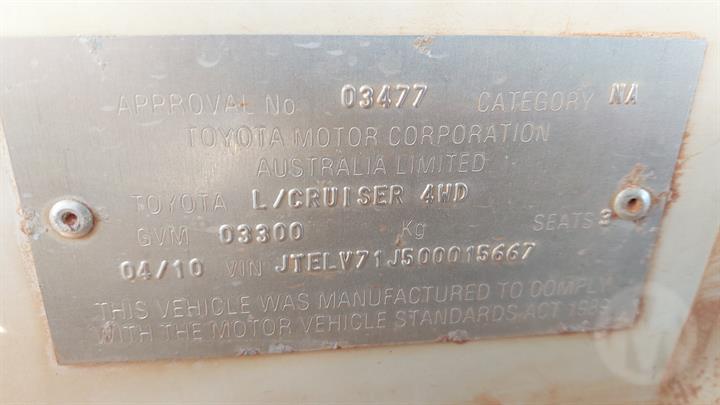 APPROVAL No 03477 CATEGORY NA
TOYOTA MOTOR CORPORATION
AUSTRALIA LIMITED
TOYOTA L/CRUISER 4WD
GVM 03300 Kg SEATS 3
04/10 VIN JTELV71J500015667
THIS VEHICLE WAS MANUFACTURED TO COMPLY
WITH THE MOTOR VEHICLE STANDARDS ACT 1989